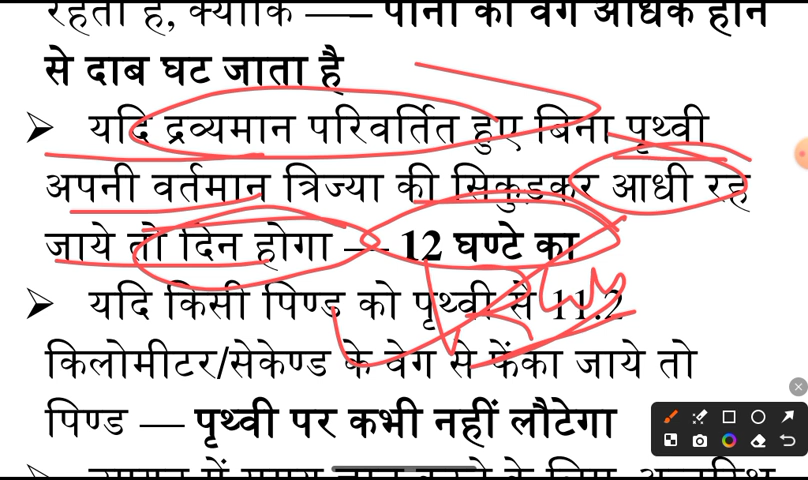 रहता है, क्योंकि —— पानी का वेग अधिक होने
से दाब घट जाता है
➤ यदि द्रव्यमान परिवर्तित हुए बिना पृथ्वी
अपनी वर्तमान त्रिज्या की सिकुड़कर आधी रह
जाये तो दिन होगा — 12 घण्टे का
➤ यदि किसी पिण्ड को पृथ्वी से 11.2
किलोमीटर/सेकेण्ड के वेग से फेंका जाये तो
पिण्ड — पृथ्वी पर कभी नहीं लौटेगा